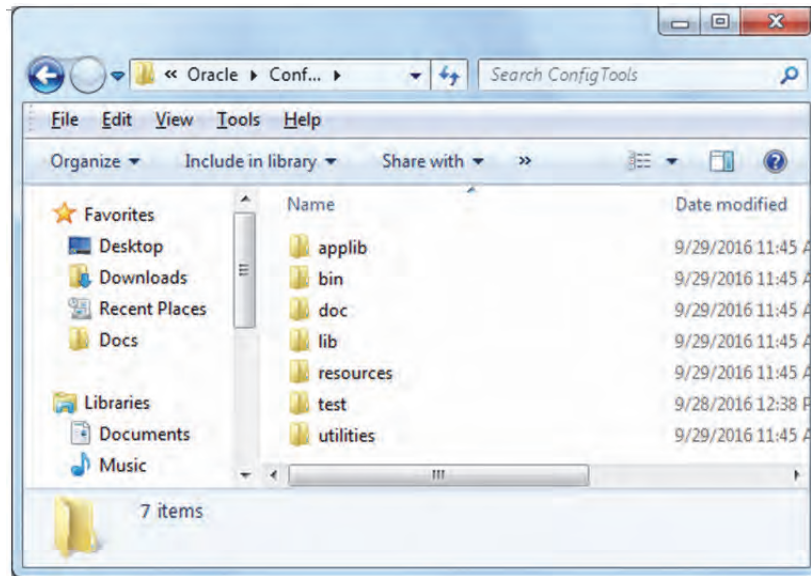 « Oracle ▸ Conf... ▸ Search ConfigTools
File Edit View Tools Help
Organize Include in library Share with »
Favorites
Desktop
Downloads
Recent Places
Docs
Libraries
Documents
Music
Name Date modified
applib 9/29/2016 11:45 A
bin 9/29/2016 11:45 A
doc 9/29/2016 11:45 A
lib 9/29/2016 11:45 A
resources 9/29/2016 11:45 A
test 9/28/2016 12:38 P
utilities 9/29/2016 11:45 A
7 items